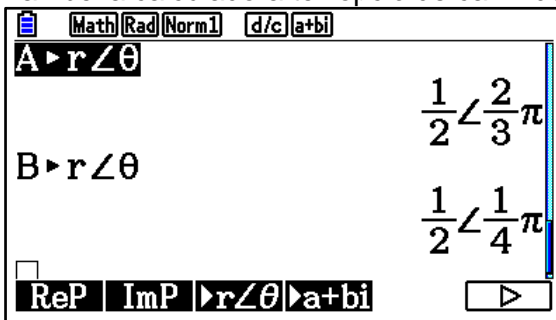 Math Rad Norm1 d/c a+bi
A▶r∠θ
1/2∠2/3π
B▶r∠θ
1/2∠1/4π
ReP ImP ▶r∠θ ▶a+bi ▷